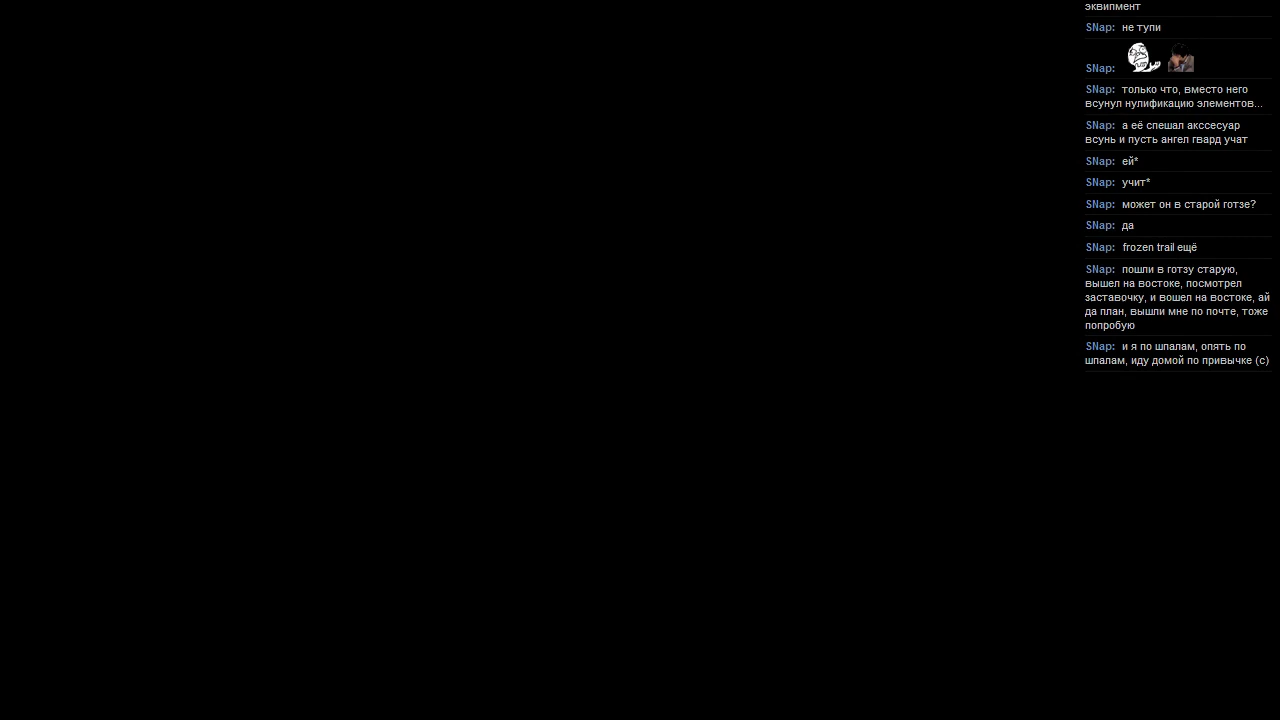 эквипмент
SNap: не тупи
SNap:
SNap: только что, вместо него
всунул нулификацию элементов...
SNap: а её спешал акссесуар
всунь и пусть ангел гвард учат
SNap: ей*
SNap: учит*
SNap: может он в старой готзе?
SNap: да
SNap: frozen trail ещё
SNap: пошли в готзу старую,
вышел на востоке, посмотрел
заставочку, и вошел на востоке, ай
да план, вышли мне по почте, тоже
попробую
SNap: и я по шпалам, опять по
шпалам, иду домой по привычке (с)